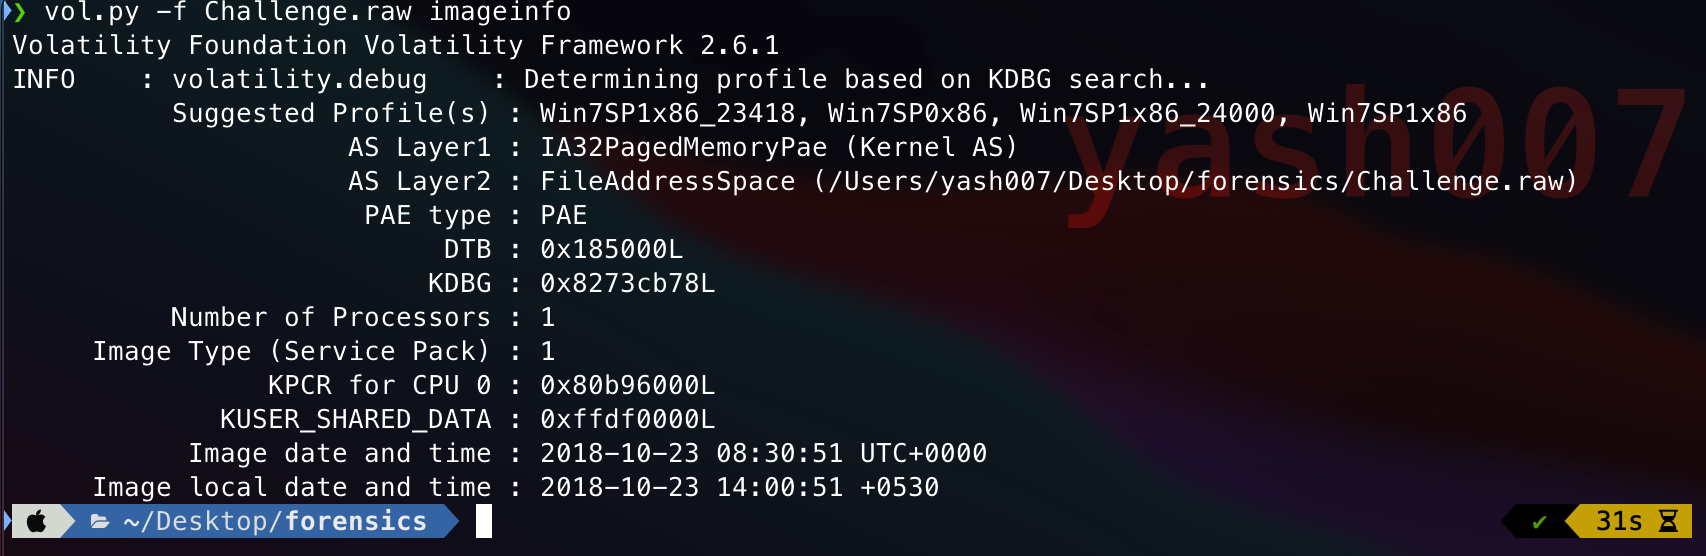 ❯ vol.py -f Challenge.raw imageinfo
Volatility Foundation Volatility Framework 2.6.1
INFO    : volatility.debug    : Determining profile based on KDBG search...
          Suggested Profile(s) : Win7SP1x86_23418, Win7SP0x86, Win7SP1x86_24000, Win7SP1x86
                     AS Layer1 : IA32PagedMemoryPae (Kernel AS)
                     AS Layer2 : FileAddressSpace (/Users/yash007/Desktop/forensics/Challenge.raw)
                      PAE type : PAE
                           DTB : 0x185000L
                          KDBG : 0x8273cb78L
          Number of Processors : 1
     Image Type (Service Pack) : 1
                KPCR for CPU 0 : 0x80b96000L
             KUSER_SHARED_DATA : 0xffdf0000L
           Image date and time : 2018-10-23 08:30:51 UTC+0000
     Image local date and time : 2018-10-23 14:00:51 +0530
~/Desktop/forensics ✔ 31s
yash007